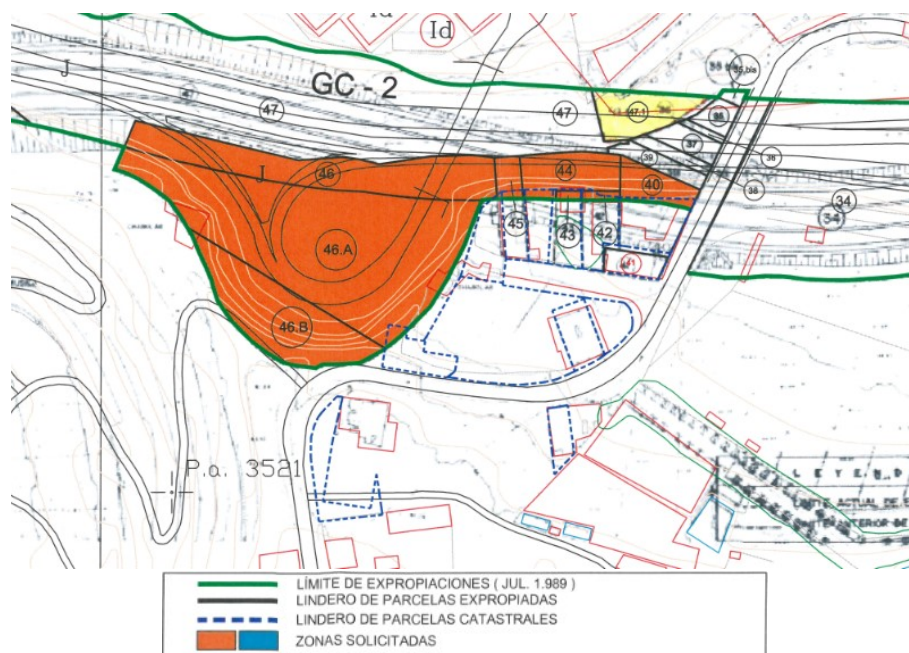 Id
Id
J
GC - 2
47
47
47.1
35.bis
38
37
39
36
38
34
34
46
J
44
40
46.A
45
43
42
41
46.B
P.a. 3521
L E Y E N D
LÍMITE DE EXPROPIACIONES ( JUL. 1.989 )
LINDERO DE PARCELAS EXPROPIADAS
LINDERO DE PARCELAS CATASTRALES
ZONAS SOLICITADAS